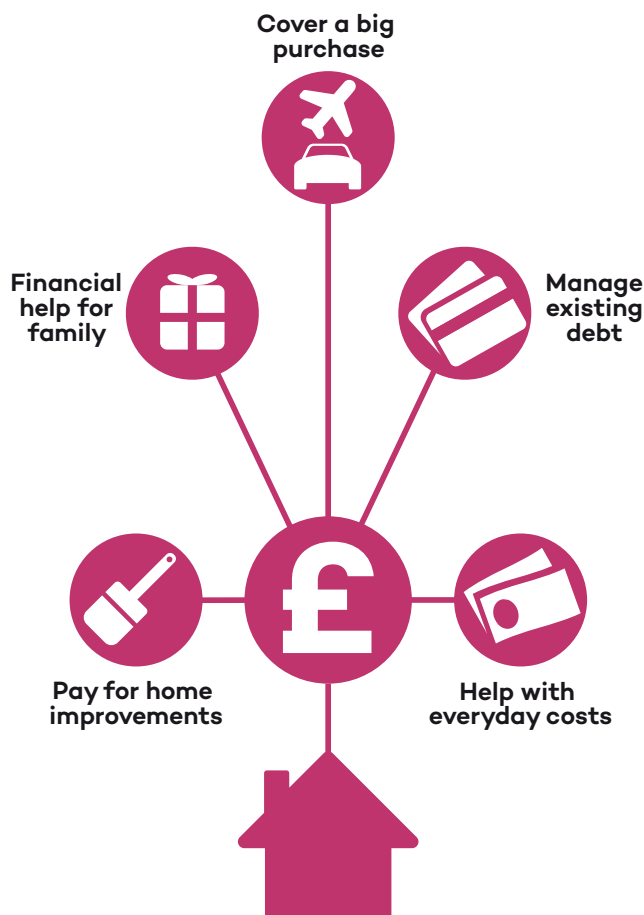 Cover a big
purchase
Financial
help for
family
Manage
existing
debt
£
Pay for home
improvements
Help with
everyday costs